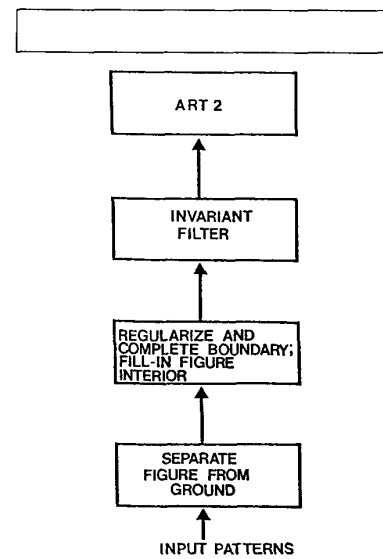 ART 2
INVARIANT
FILTER
REGULARIZE AND
COMPLETE BOUNDARY;
FILL-IN FIGURE
INTERIOR
SEPARATE
FIGURE FROM
GROUND
INPUT PATTERNS